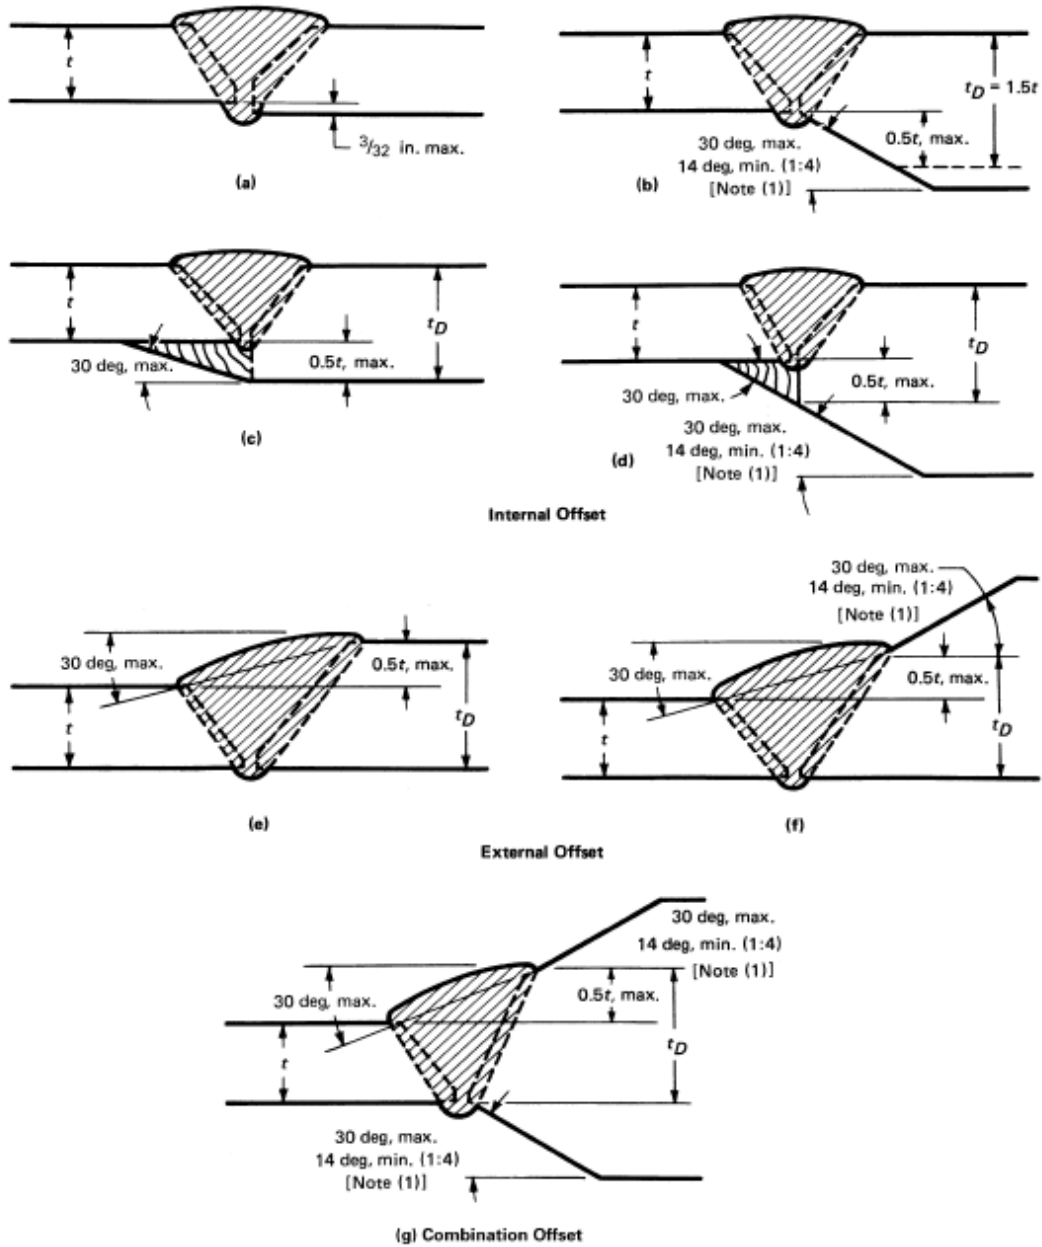 t
3/32 in. max.
(a)
t
tD = 1.5t
0.5t, max.
30 deg, max.
14 deg, min. (1:4)
[Note (1)]
(b)
t
tD
30 deg, max.
0.5t, max.
(c)
t
tD
0.5t, max.
30 deg, max.
30 deg, max.
14 deg, min. (1:4)
[Note (1)]
(d)
Internal Offset
30 deg, max.
0.5t, max.
t
tD
(e)
30 deg, max.
14 deg, min. (1:4)
[Note (1)]
30 deg, max.
0.5t, max.
t
tD
(f)
External Offset
30 deg, max.
14 deg, min. (1:4)
[Note (1)]
30 deg, max.
0.5t, max.
t
tD
30 deg, max.
14 deg, min. (1:4)
[Note (1)]
(g) Combination Offset